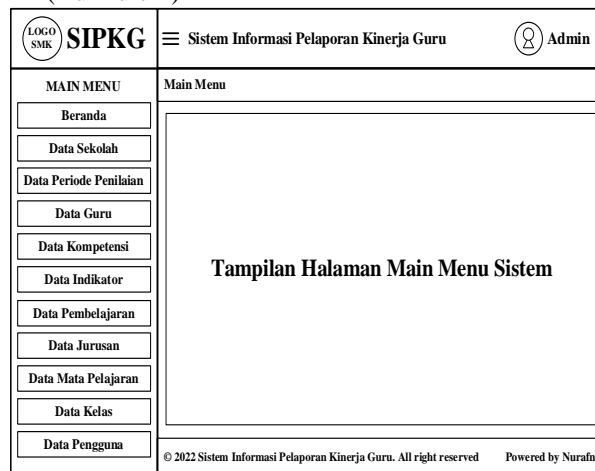 LOGO
SMK
SIPKG
Sistem Informasi Pelaporan Kinerja Guru
Admin
MAIN MENU
Main Menu
Beranda
Data Sekolah
Data Periode Penilaian
Data Guru
Data Kompetensi
Data Indikator
Data Pembelajaran
Data Jurusan
Data Mata Pelajaran
Data Kelas
Data Pengguna
Tampilan Halaman Main Menu Sistem
© 2022 Sistem Informasi Pelaporan Kinerja Guru. All right reserved
Powered by Nurafn